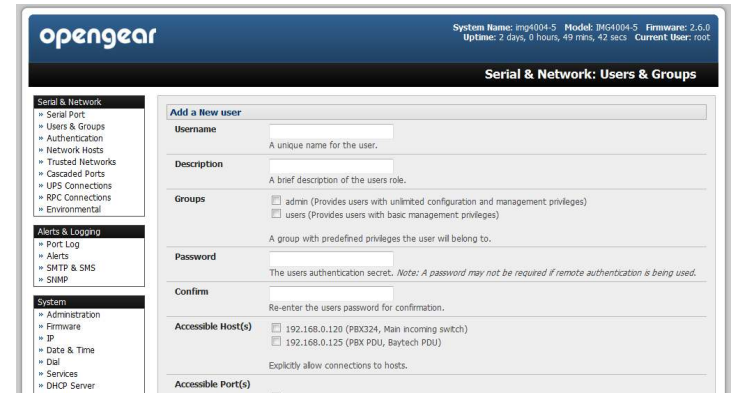 opengear
System Name: img4004-5 Model: IMG4004-5 Firmware: 2.6.0
Uptime: 2 days, 0 hours, 49 mins, 42 secs Current User: root
Serial & Network: Users & Groups
Serial & Network
» Serial Port
» Users & Groups
» Authentication
» Network Hosts
» Trusted Networks
» Cascaded Ports
» UPS Connections
» RPC Connections
» Environmental
Alerts & Logging
» Port Log
» Alerts
» SMTP & SMS
» SNMP
System
» Administration
» Firmware
» IP
» Date & Time
» Dial
» Services
» DHCP Server
Add a New user
Username
A unique name for the user.
Description
A brief description of the users role.
Groups
admin (Provides users with unlimited configuration and management privileges)
users (Provides users with basic management privileges)
A group with predefined privileges the user will belong to.
Password
The users authentication secret. Note: A password may not be required if remote authentication is being used.
Confirm
Re-enter the users password for confirmation.
Accessible Host(s)
192.168.0.120 (PBX324, Main incoming switch)
192.168.0.125 (PBX PDU, Baytech PDU)
Explicitly allow connections to hosts.
Accessible Port(s)